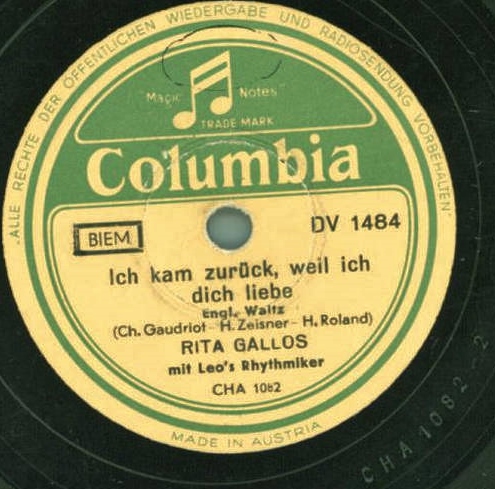 "ALLE RECHTE DER ÖFFENTLICHEN WIEDERGABE UND RADIOSENDUNG VORBEHALTEN"
"Magic Notes"
TRADE MARK
Columbia
BIEM
DV 1484
Ich kam zurück, weil ich
dich liebe
Engl. Waltz
(Ch. Gaudriot - H. Zeisner - H. Roland)
RITA GALLOS
mit Leo's Rhythmiker
CHA 1082
MADE IN AUSTRIA
CHA 1082 2